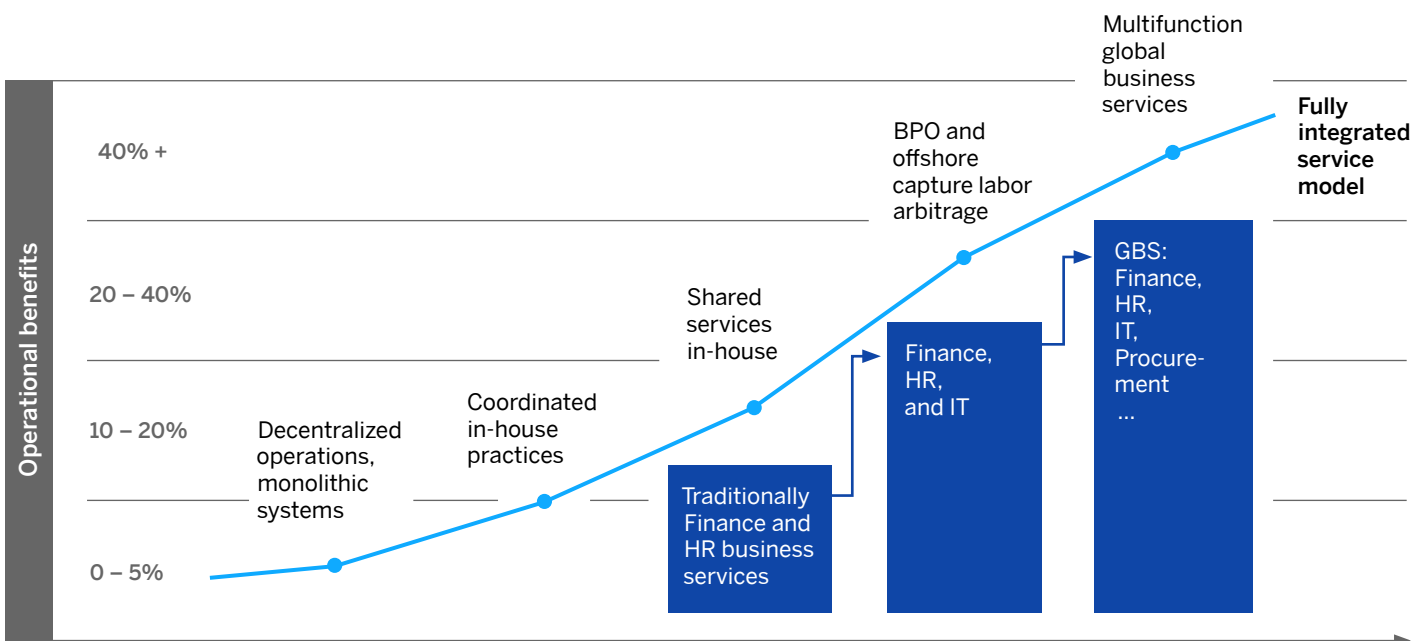 Operational benefits
40% +
20 – 40%
10 – 20%
0 – 5%
Decentralized
operations,
monolithic
systems
Coordinated
in-house
practices
Shared
services
in-house
BPO and
offshore
capture labor
arbitrage
Multifunction
global
business
services
Fully
integrated
service
model
Traditionally
Finance and
HR business
services
Finance,
HR,
and IT
GBS:
Finance,
HR,
IT,
Procure-
ment
...